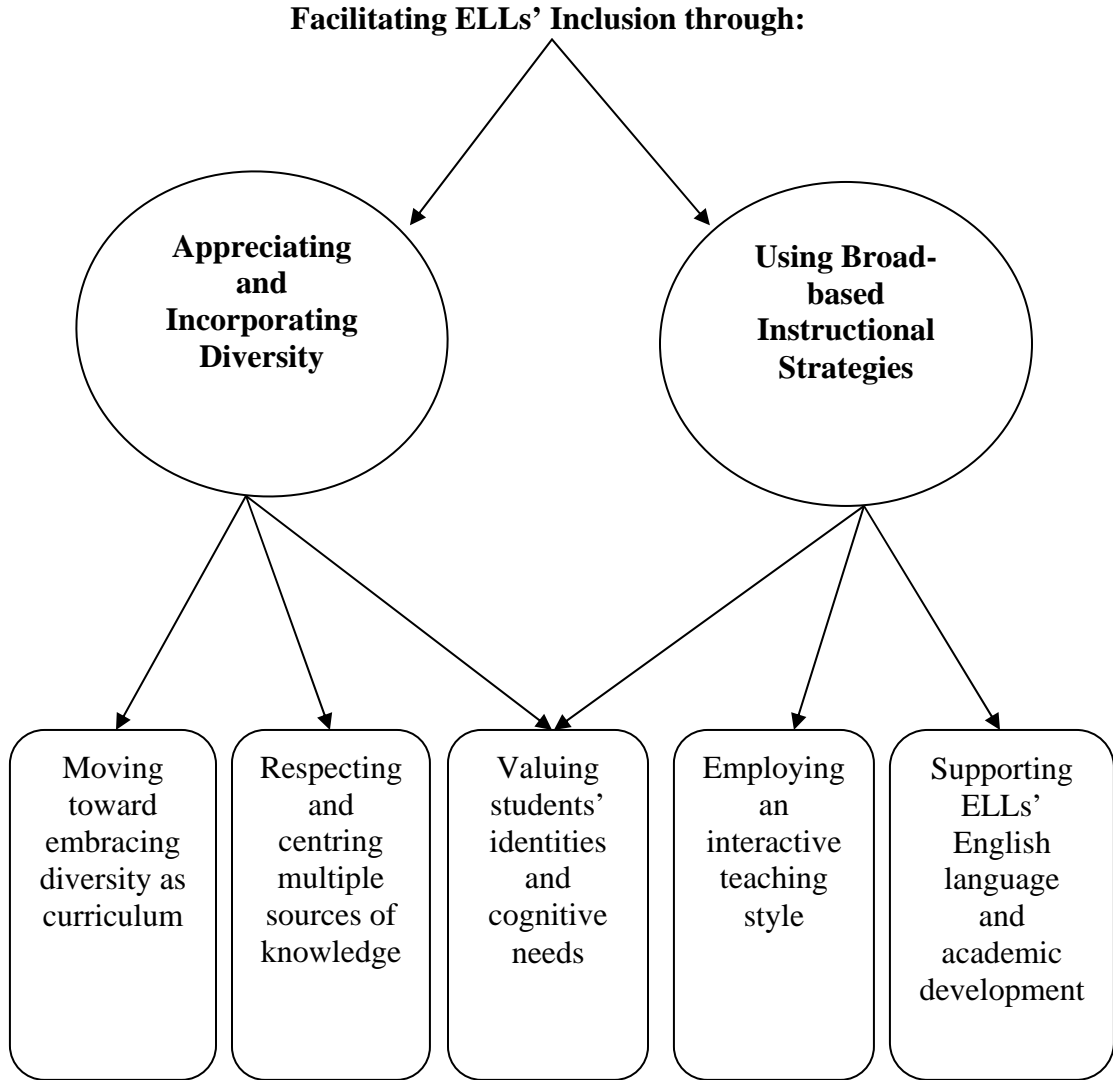 Facilitating ELLs’ Inclusion through:
Appreciating
and
Incorporating
Diversity
Using Broad-
based
Instructional
Strategies
Moving
toward
embracing
diversity as
curriculum
Respecting
and
centring
multiple
sources of
knowledge
Valuing
students’
identities
and
cognitive
needs
Employing
an
interactive
teaching
style
Supporting
ELLs’
English
language
and
academic
development